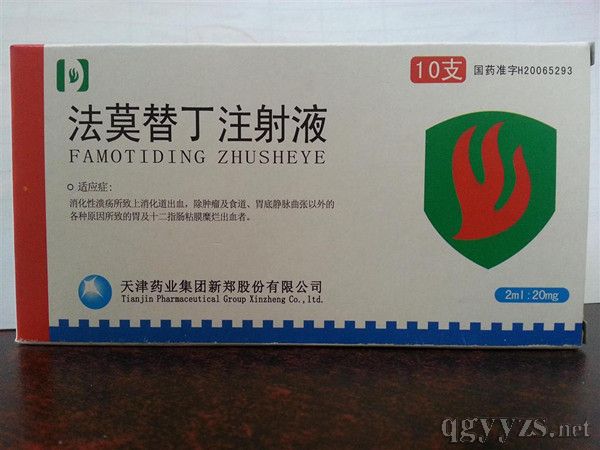 10支
国药准字H20065293
法莫替丁注射液
FAMOTIDING ZHUSHEYE
适应症:
消化性溃疡所致上消化道出血，除肿瘤及食道、胃底静脉曲张以外的
各种原因所致的胃及十二指肠粘膜糜烂出血者。
天津药业集团新郑股份有限公司
Tianjin Pharmaceutical Group Xinzheng Co.,ltd.
2ml:20mg
qgyyzs.net